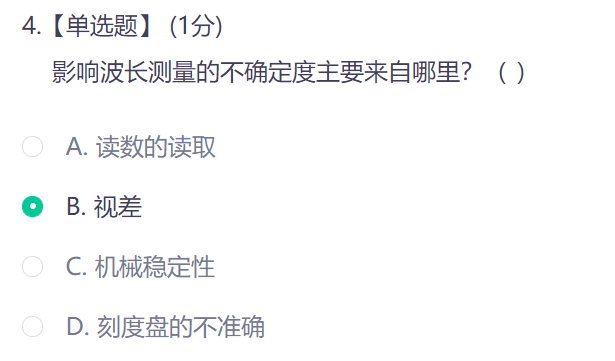 4.【单选题】 (1分)
影响波长测量的不确定度主要来自哪里？（ ）
A. 读数的读取
B. 视差
C. 机械稳定性
D. 刻度盘的不准确